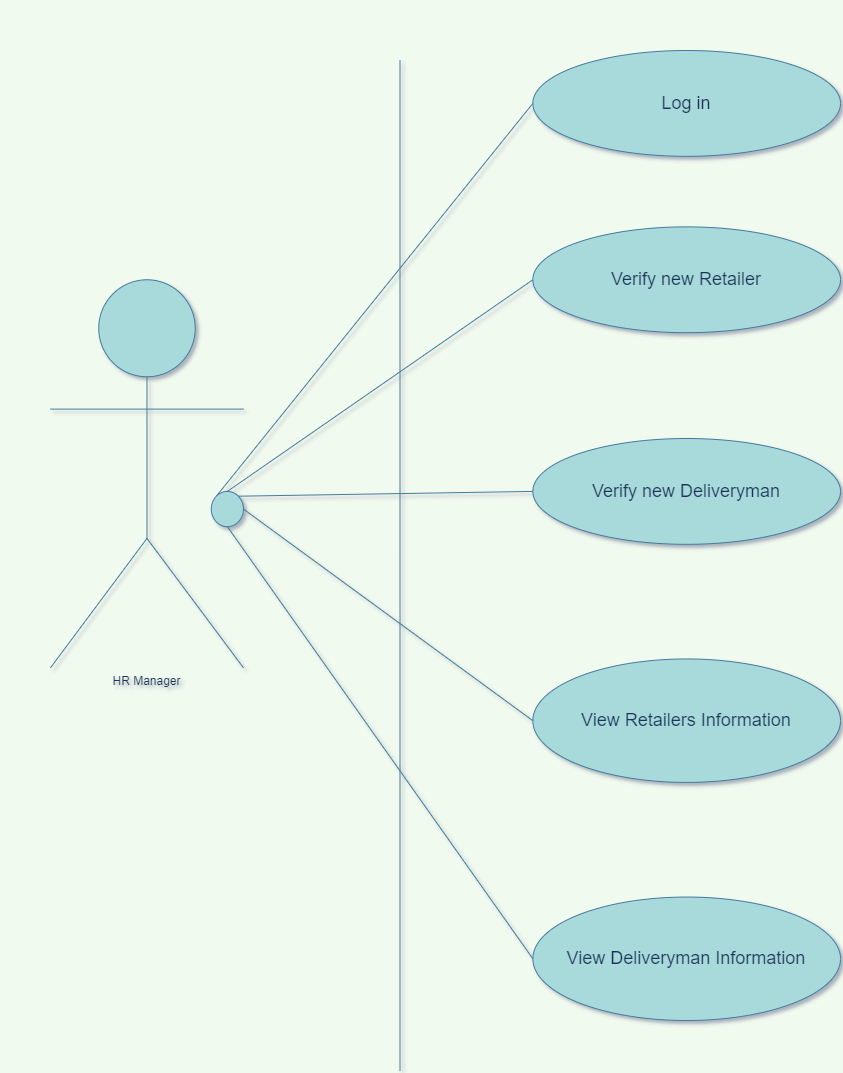 Log in
Verify new Retailer
Verify new Deliveryman
HR Manager
View Retailers Information
View Deliveryman Information